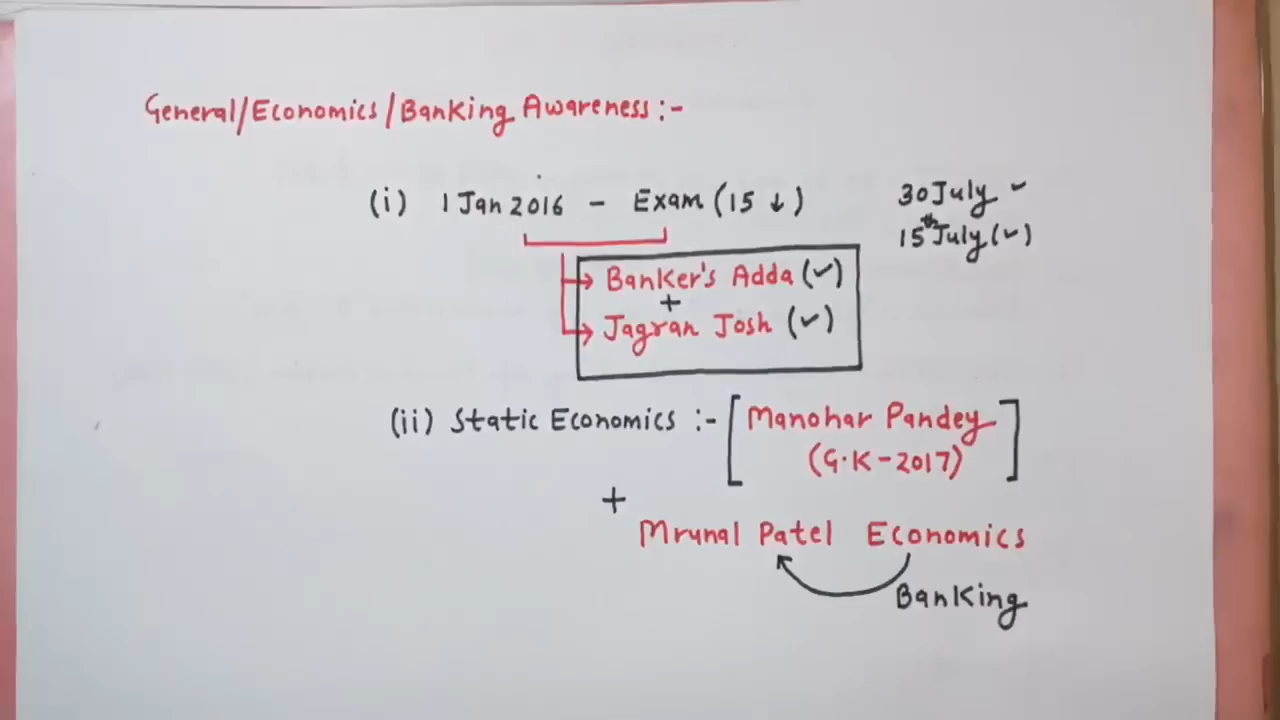 General/Economics/Banking Awareness :-
(i) 1 Jan 2016 - Exam (15 ↓)
30 July ✓
15th July (✓)
→ Banker's Adda (✓)
+
→ Jagran Josh (✓)
(ii) Static Economics :- [Manohar Pandey
(G.K-2017)]
+
Mrunal Patel Economics
Banking